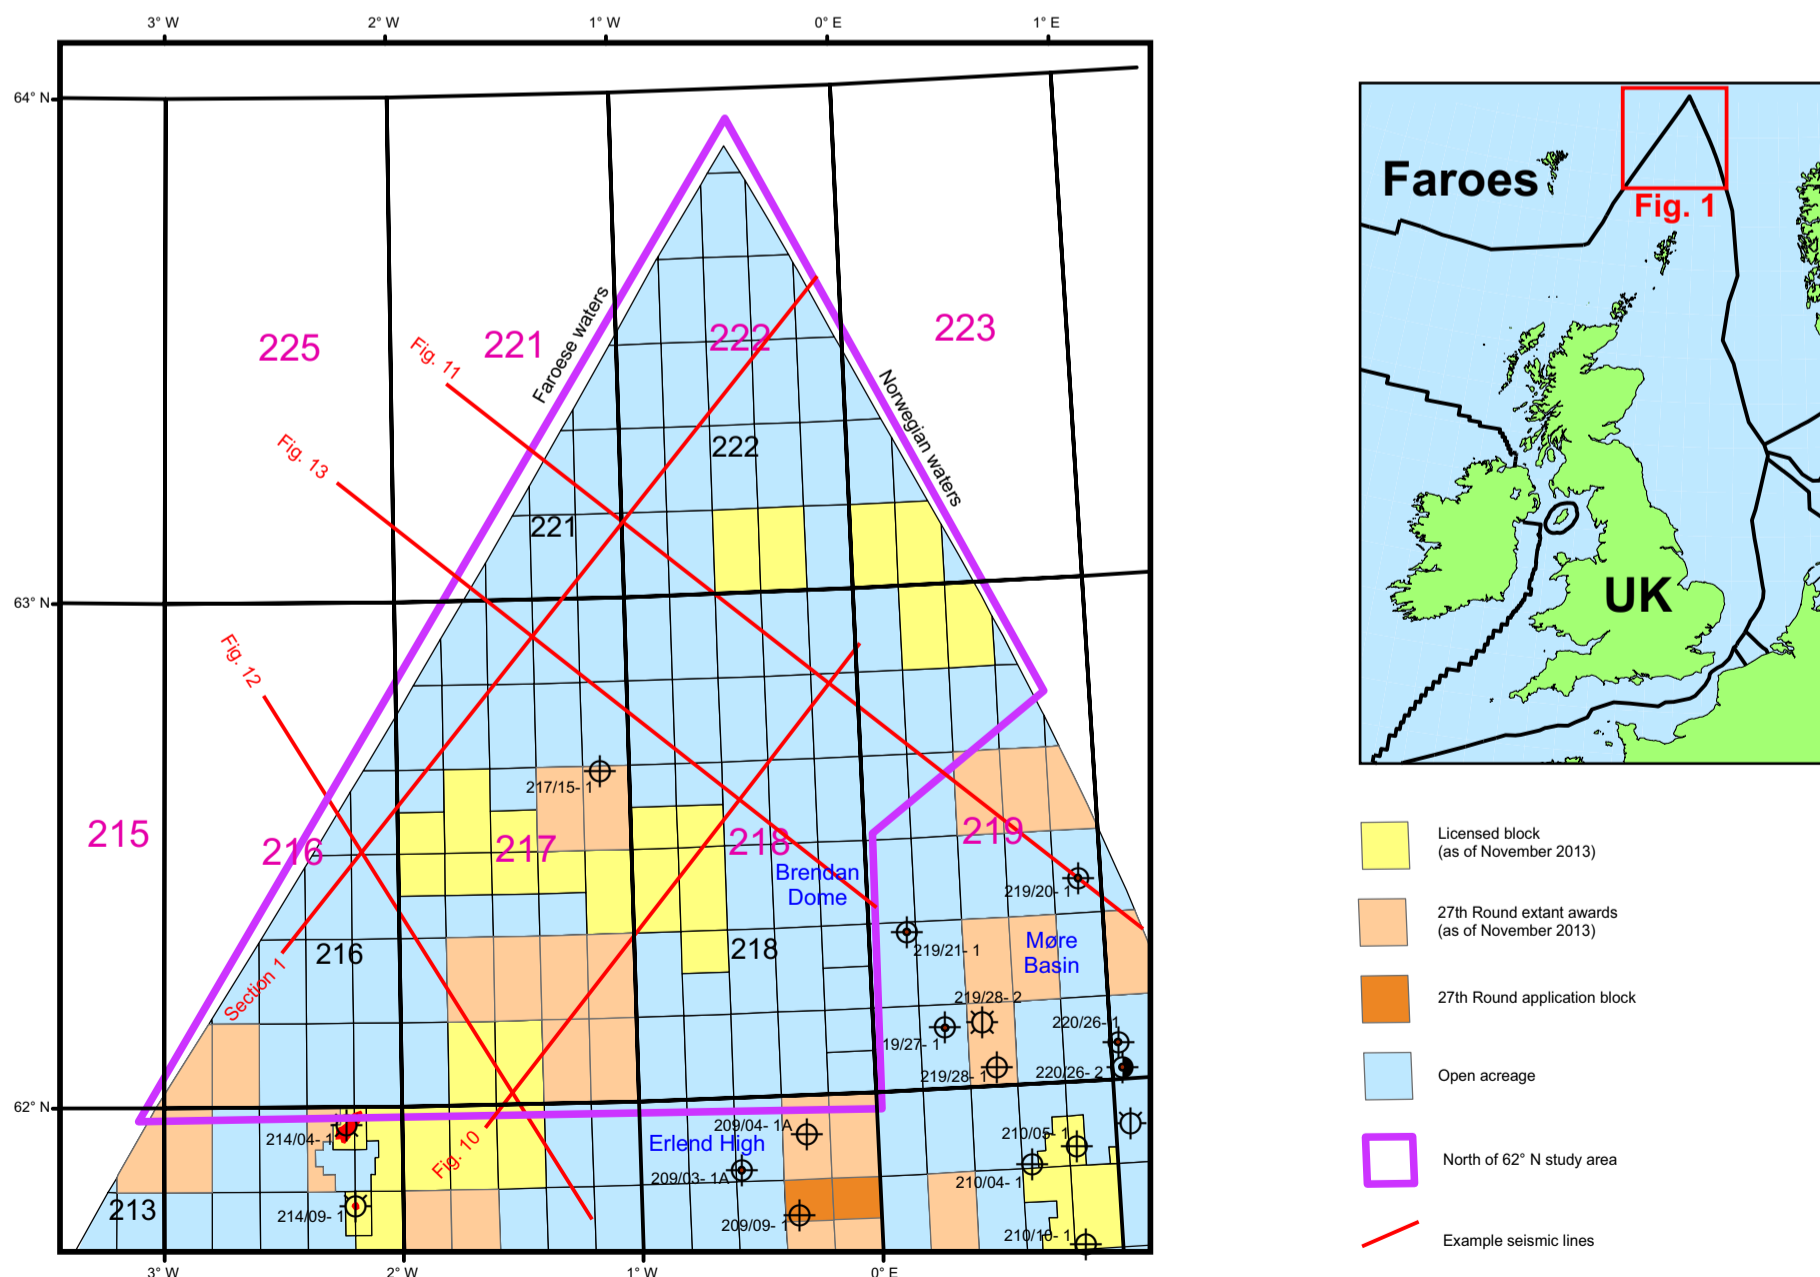 3° W
2° W
1° W
0° E
1° E
64° N
63° N
62° N
225
221
222
223
Faroese waters
Norwegian waters
Fig. 11
Fig. 13
222
221
Fig. 12
217/15- 1
215
216
217
218
219
Brendan
Dome
219/20- 1
219/21- 1
Møre
Basin
216
218
Section 1
219/28- 2
19/27- 1
220/26- 1
219/28- 1
220/26- 2
214/04- 1
209/04- 1A
Erlend High
210/05- 1
Fig. 10
209/03- 1A
210/04- 1
213
214/09- 1
209/09- 1
210/10- 1
3° W
2° W
1° W
0° E
Faroes
Fig. 1
UK
Licensed block
(as of November 2013)
27th Round extant awards
(as of November 2013)
27th Round application block
Open acreage
North of 62° N study area
Example seismic lines